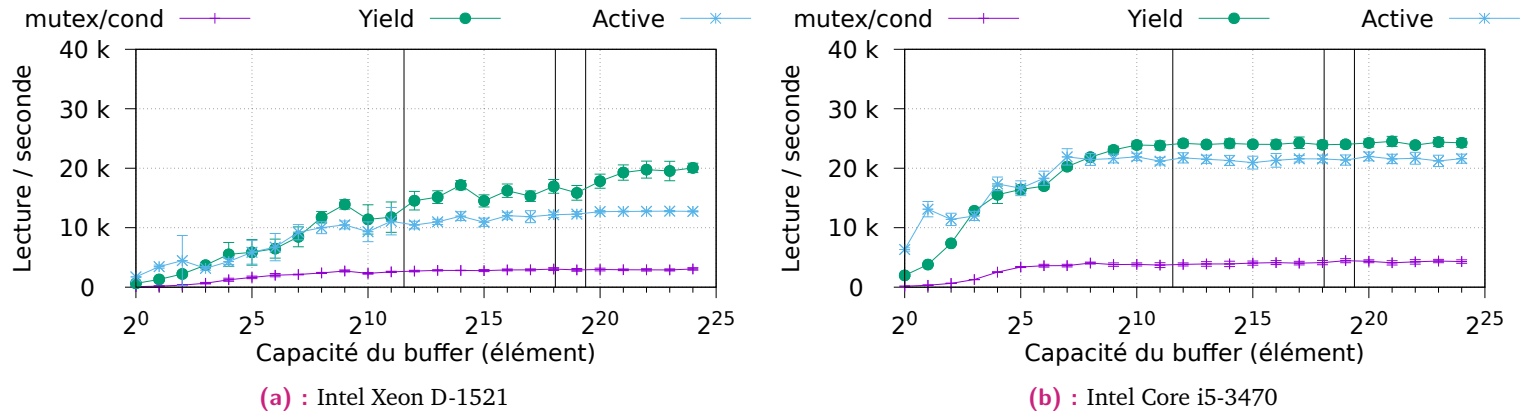 mutex/cond Yield Active
40 k
30 k
20 k
10 k
0
Lecture / seconde
2^0 2^5 2^10 2^15 2^20 2^25
Capacité du buffer (élément)
(a) : Intel Xeon D-1521
mutex/cond Yield Active
40 k
30 k
20 k
10 k
0
Lecture / seconde
2^0 2^5 2^10 2^15 2^20 2^25
Capacité du buffer (élément)
(b) : Intel Core i5-3470